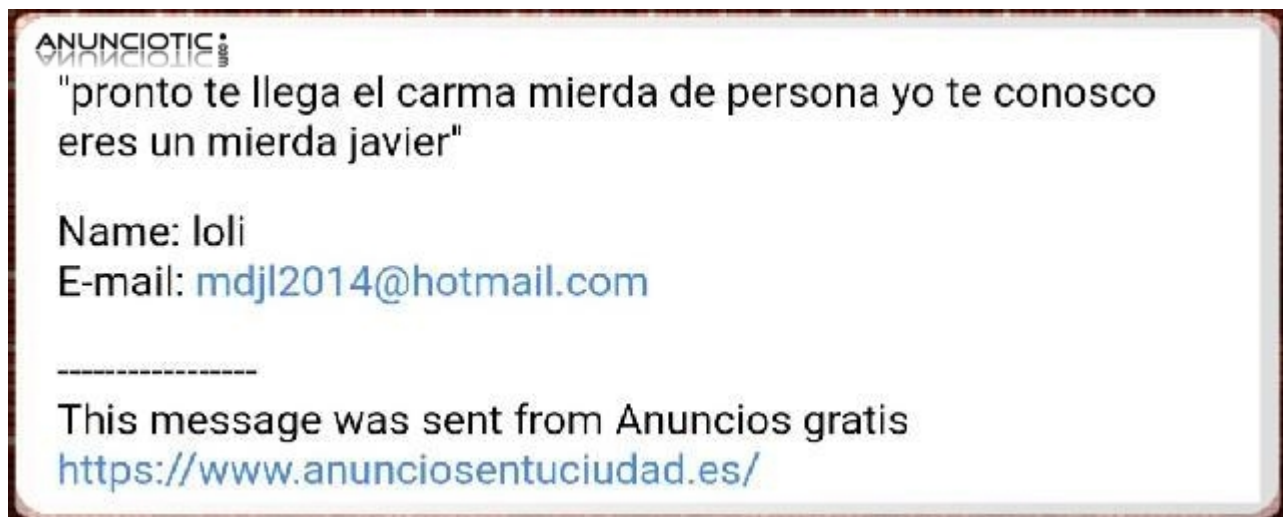 ANUNCIOTIC.com
"pronto te llega el carma mierda de persona yo te conosco
eres un mierda javier"
Name: loli
E-mail: mdjl2014@hotmail.com
-----------------
This message was sent from Anuncios gratis
https://www.anunciosentuciudad.es/